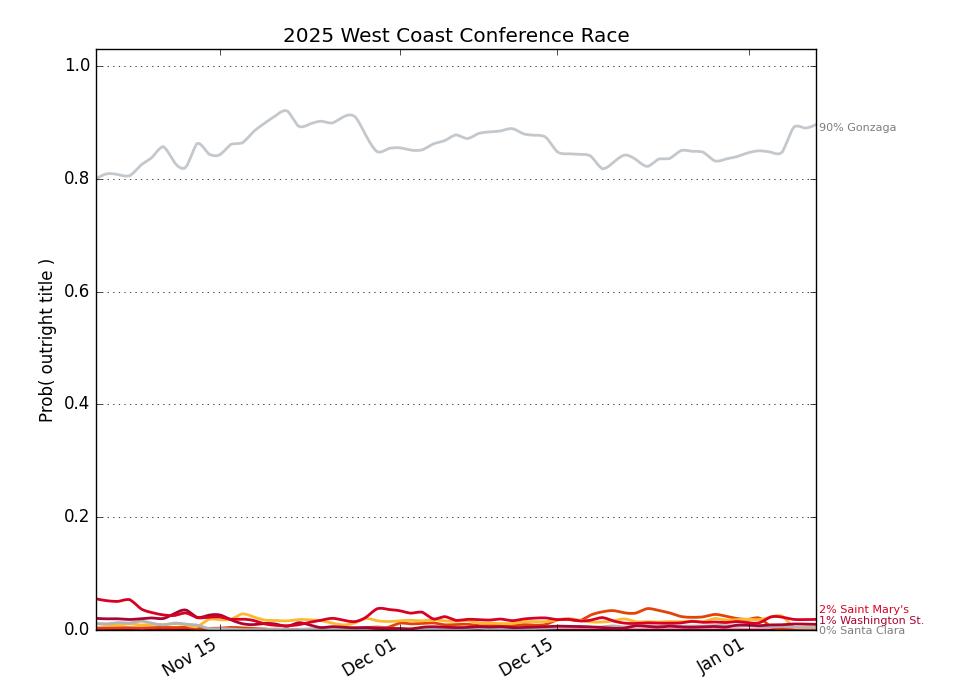 2025 West Coast Conference Race
1.0
0.8
0.6
0.4
0.2
0.0
Prob( outright title )
Nov 15
Dec 01
Dec 15
Jan 01
90% Gonzaga
2% Saint Mary's
1% Washington St.
0% Santa Clara